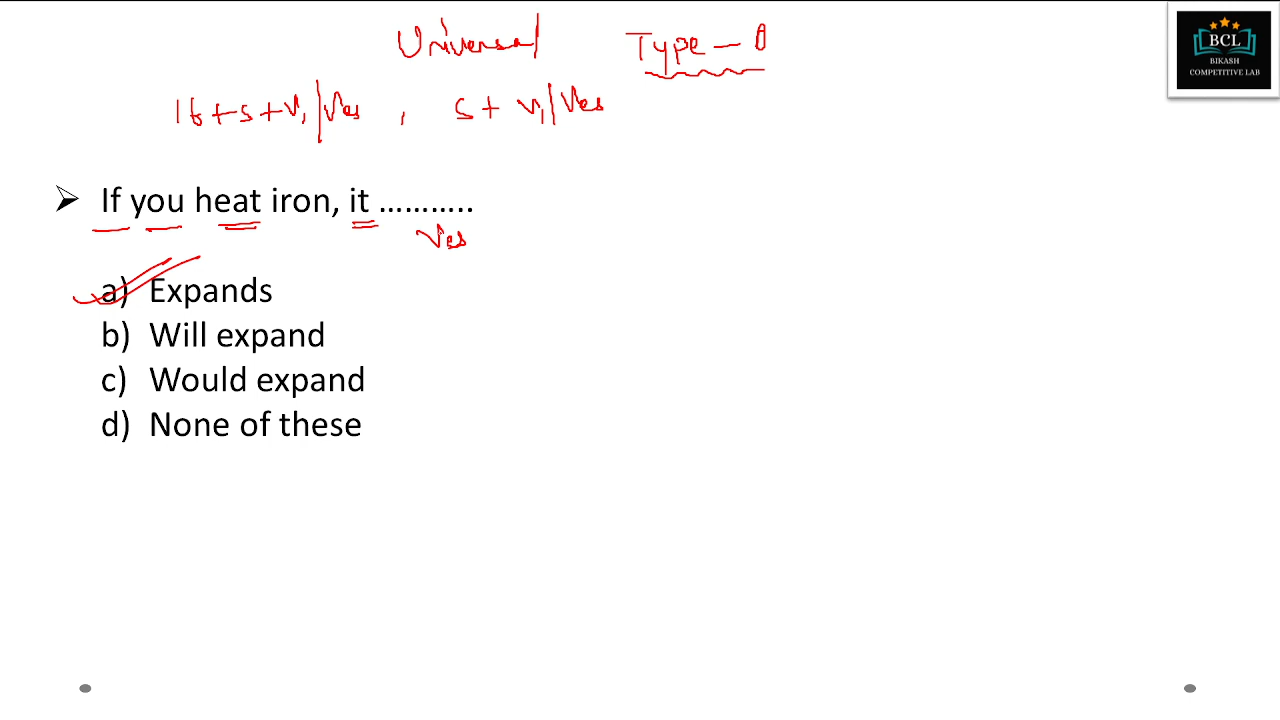 Universal Type - 0
BCL
BIKASH
COMPETITIVE LAB
If + s + V1/Ves , s + V1/Ves
➢ If you heat iron, it ………..
Ves
a) Expands
b) Will expand
c) Would expand
d) None of these